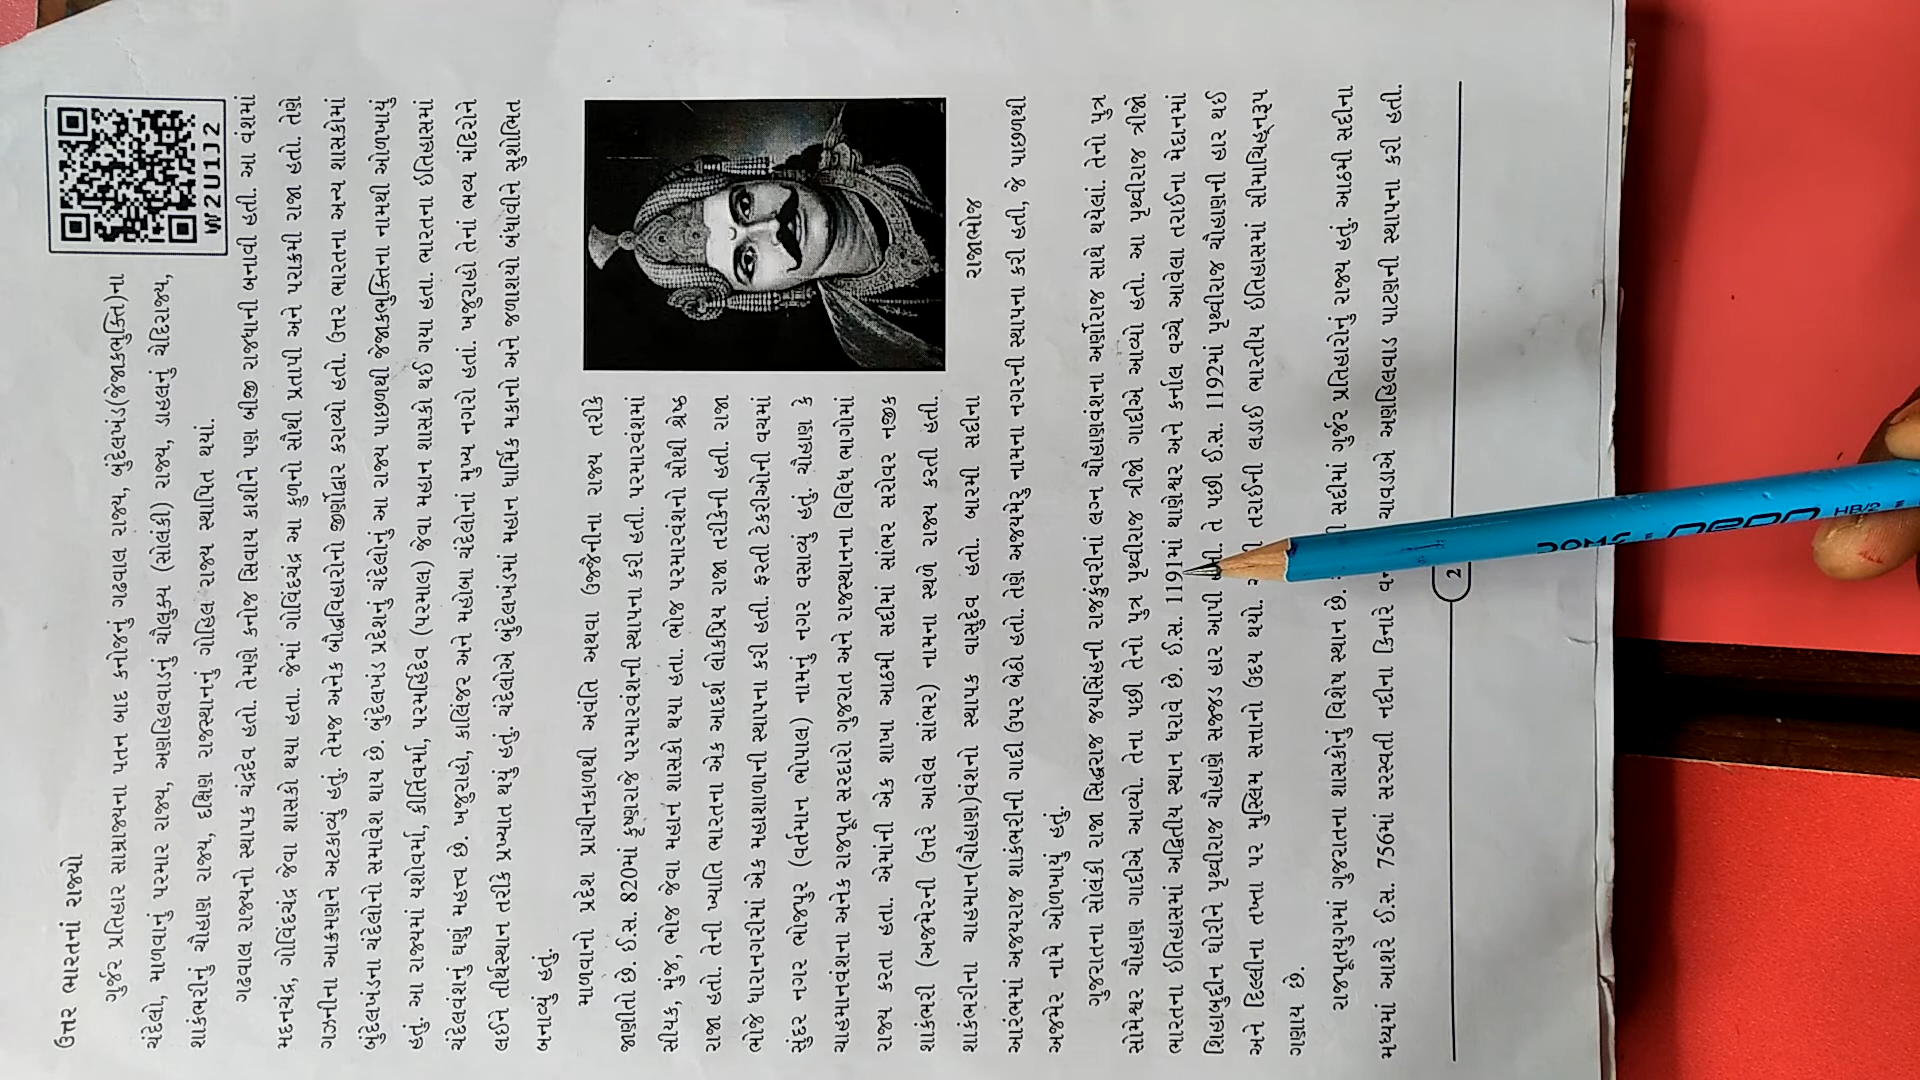 W2U1J2
ઉત્તર ભારતનાં રાજ્યો
ગુર્જર પ્રતિહાર સામ્રાજ્યના પતન બાદ કનોજનું ગઢવાલ રાજ્ય, બુંદેલખંડ(જેજાકભુક્તિ)ના
ચંદેલો, માળવાનું પરમાર રાજ્ય, અણહિલવાડનું ચૌલુક્ય (સોલંકી) રાજ્ય, ડાહલનું ચેદિરાજ્ય,
શાકંભરીનું ચૌહાણ રાજ્ય, દક્ષિણ રાજસ્થાનનું ગોહિલ રાજ્ય સ્થાપિત થયાં.
ગઢવાલ રાજ્યનો સ્થાપક ચંદ્રદેવ હતો. તેમણે કનોજ સિવાય કાશીને પણ બીજી રાજધાની બનાવી હતી. આ વંશમાં
મદનચંદ્ર, ગોવિંદચંદ્ર જેવા શાસકો થયા હતા. જેમાં ગોવિંદચંદ્ર આ કુળનો સૌથી પ્રતાપી અને પરાક્રમી રાજા હતો. તેણે
ગઝનીના આક્રમણને અટકાવ્યું હતું. તેમજ અનેક બૌદ્ધવિહારોનો જીર્ણોદ્ધાર કરાવ્યો હતો. ઉત્તર ભારતના અન્ય શાસકોમાં
બુંદેલખંડના ચંદેલોનો સમાવેશ થાય છે. બુંદેલખંડ પ્રદેશનું ચંદેલોનું આ રાજ્ય પાછળથી જેજાકભુક્તિના નામથી ઓળખાયું
હતું. આ રાજ્યમાં યશોવર્મા, કીર્તિવર્મા, પરમર્દિદેવ (પરમાલ) જેવા મહાન શાસકો થઈ ગયા હતા. ભારતના ઈતિહાસમાં
ચંદેલવંશનું ઘણું મહત્ત્વ છે. ખજુરાહો, કાલિંજર અને મહોબા ચંદેલોનાં મુખ્ય નગરો હતાં. ખજુરાહો તેનાં ભવ્ય મંદિરોને
લઈને તીર્થસ્થાન તરીકે પ્રખ્યાત થયું હતું. ચંદેલોએ બુંદેલખંડમાં મહાન ધાર્મિક મકાનો અને જળાશયો બંધાવીને સુશોભિત
બનાવ્યું હતું.
માળવાનો પ્રદેશ પ્રાચીનકાળથી અવંતિ અથવા ઉજ્જૈનીના રાજ્ય તરીકે
જાણીતો છે. ઈ.સ. 820માં કૃષ્ણરાજે પરમારવંશની સ્થાપના કરી હતી. પરમારવંશમાં
સીયક, મુંજ, ભોજ જેવા મહાન શાસકો થયા હતા. ભોજ પરમારવંશનો સૌથી શ્રેષ્ઠ
રાજા હતો. તેની ખ્યાતિ ભારતના એક આદર્શ લોકપ્રિય રાજા તરીકેની હતી. રાજા
ભોજે ધારાનગરીમાં એક મહાશાળાની સ્થાપના કરી હતી. ફરતી ટેકરીઓની વચમાં
સુંદર નગર ભોજપુર (વર્તમાન ભોપાલ) નામનું નગર વસાવ્યું હતું. ચૌહાણ કે
ચાહમાનવંશના અનેક રાજપૂત સરદારો ગુજરાત અને રાજસ્થાનના વિવિધ ભાગોમાં
રાજ્ય કરતા હતા. એમાંની એક શાખા આઠમી સદીમાં સાંભર સરોવર નજીક
શાકંભરી (અજમેરની ઉત્તરે આવેલ સાંભર) નામના સ્થળે રાજ્ય કરતી હતી.
શાકંભરીના ચાહમાન(ચૌહાણ)વંશનો સ્થાપક વાસુદેવ હતો. બારમી સદીના
રાજાભોજ
આરંભમાં અજયરાજ શાકંભરીની ગાદી ઉપર બેઠો હતો. તેણે અજયમેરુ નામના નગરની સ્થાપના કરી હતી, જે પાછળથી
અજમેર નામે ઓળખાયું હતું.
ગુજરાતના સોલંકી રાજા સિદ્ધરાજ જયસિંહની રાજકુંવરીનાં લગ્ન ચૌહાણવંશના અર્ણોરાજ સાથે થયેલાં. તેનો પુત્ર
સોમેશ્વર ચૌહાણ ગાદીએ આવ્યો. તેના પછી તેનો પુત્ર પૃથ્વીરાજ ત્રીજો ગાદીએ આવ્યો હતો. આ પૃથ્વીરાજ ત્રીજો
ભારતના ઈતિહાસમાં અદ્વિતીય સ્થાન ધરાવે છે. ઈ.સ. 1191માં થાણેશ્વર અને કર્નાલ વચ્ચે આવેલા તરાઈના મેદાનમાં
શિહાબુદ્દીન ઘોરીને પૃથ્વીરાજ ચૌહાણે સજ્જડ હાર આપી હતી. તે પછી ઈ.સ. 1192માં પૃથ્વીરાજ ચૌહાણની હાર થઈ
અને દિલ્લીના તખ્તા પર મુસ્લિમ સત્તાનો ઉદય થયો. તરાઈની લડાઈ ભારતીય ઈતિહાસમાં સીમાચિહ્નરૂપ
ગણાય છે.
રાજપૂતયુગમાં ગુજરાતના શાસકોનું વિશેષ સ્થાન છે. સદીમાં ગુર્જર પ્રતિહારોનું રાજ્ય હતું. આઠમી સદીના
મધ્યમાં આશરે ઈ.સ. 756માં સરસ્વતી નદીના કિનારે ચાવડાએ અણહિલવાડ પાટણની સ્થાપના કરી હતી.
2
DOMS NEON HB/2